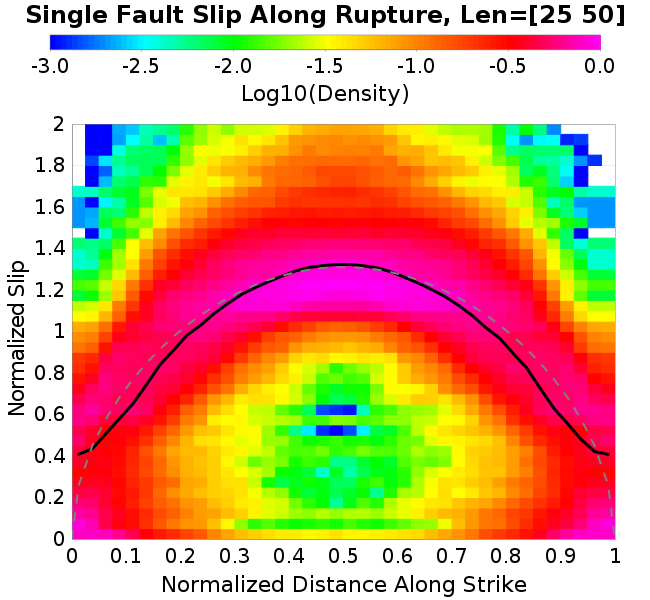 Single Fault Slip Along Rupture, Len=[25 50]
-3.0 -2.5 -2.0 -1.5 -1.0 -0.5 0.0
Log10(Density)
2
1.8
1.6
1.4
1.2
1
0.8
0.6
0.4
0.2
0
Normalized Slip
0 0.1 0.2 0.3 0.4 0.5 0.6 0.7 0.8 0.9 1
Normalized Distance Along Strike